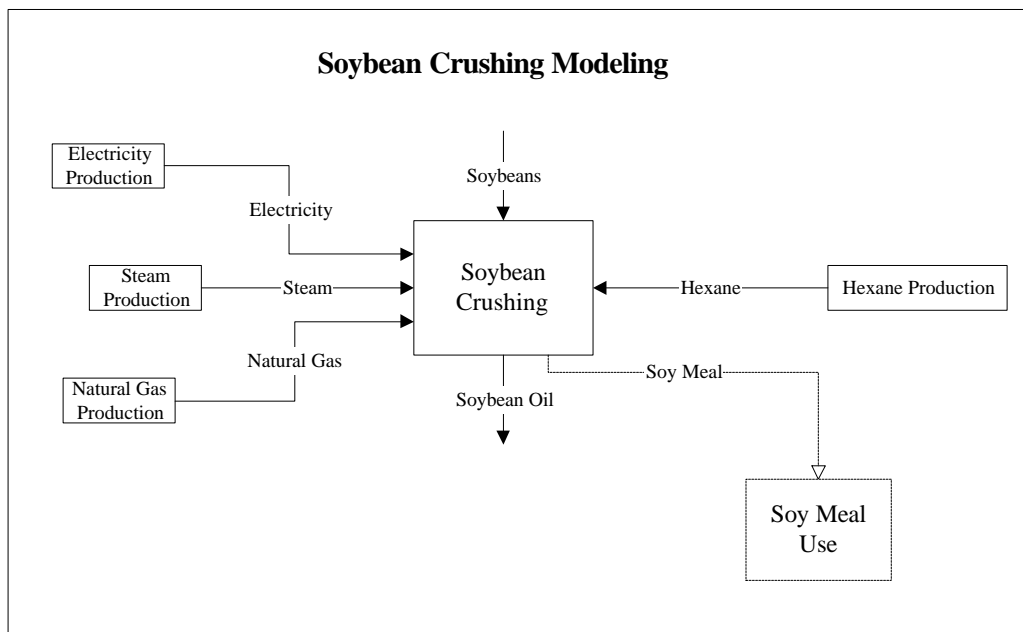 Soybean Crushing Modeling
Electricity
Production
Soybeans
Electricity
Steam
Production
Steam
Soybean
Crushing
Hexane
Hexane Production
Natural Gas
Soy Meal
Natural Gas
Production
Soybean Oil
Soy Meal
Use